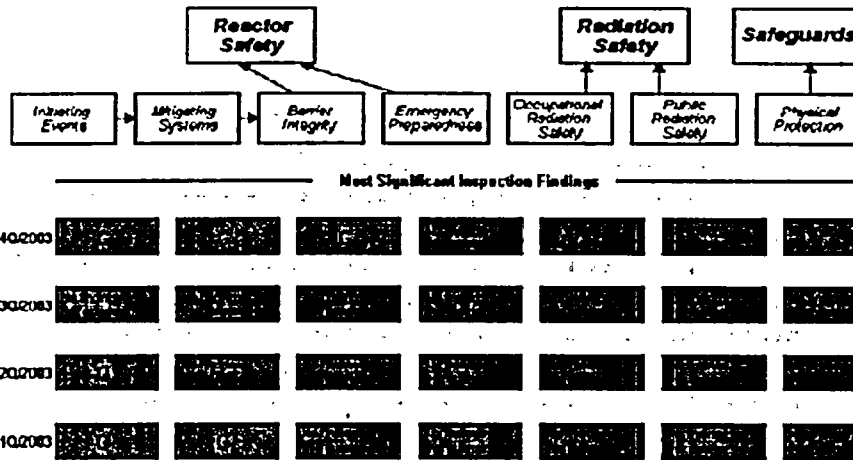 Reactor
Safety
Radiation
Safety
Safeguards
Initiating
Events
Mitigating
Systems
Barrier
Integrity
Emergency
Preparedness
Occupational
Radiation
Safety
Public
Radiation
Safety
Physical
Protection
Most Significant Inspection Findings
4Q/2003
3Q/2003
2Q/2003
1Q/2003